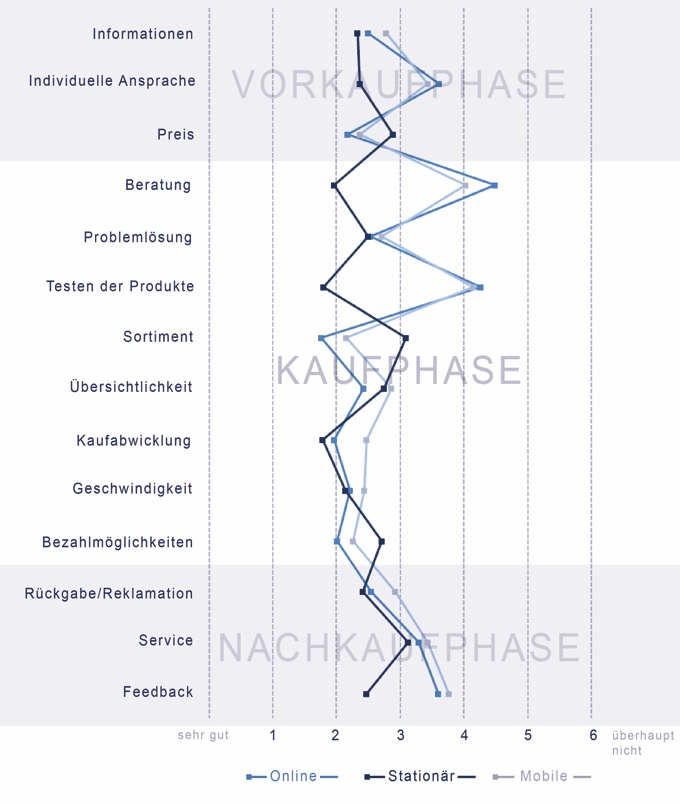 Informationen
Individuelle Ansprache
VORKAUFPHASE
Preis
Beratung
Problemlösung
Testen der Produkte
Sortiment
KAUFPHASE
Übersichtlichkeit
Kaufabwicklung
Geschwindigkeit
Bezahlmöglichkeiten
Rückgabe/Reklamation
Service
NACHKAUFPHASE
Feedback
sehr gut 1 2 3 4 5 6 überhaupt
nicht
Online Stationär Mobile